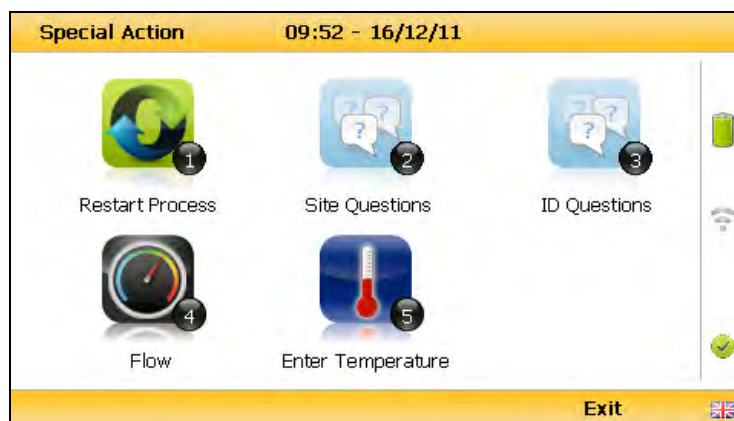 Special Action 09:52 - 16/12/11
? ? 1 2 3
Restart Process Site Questions ID Questions
4 5
Flow Enter Temperature
Exit